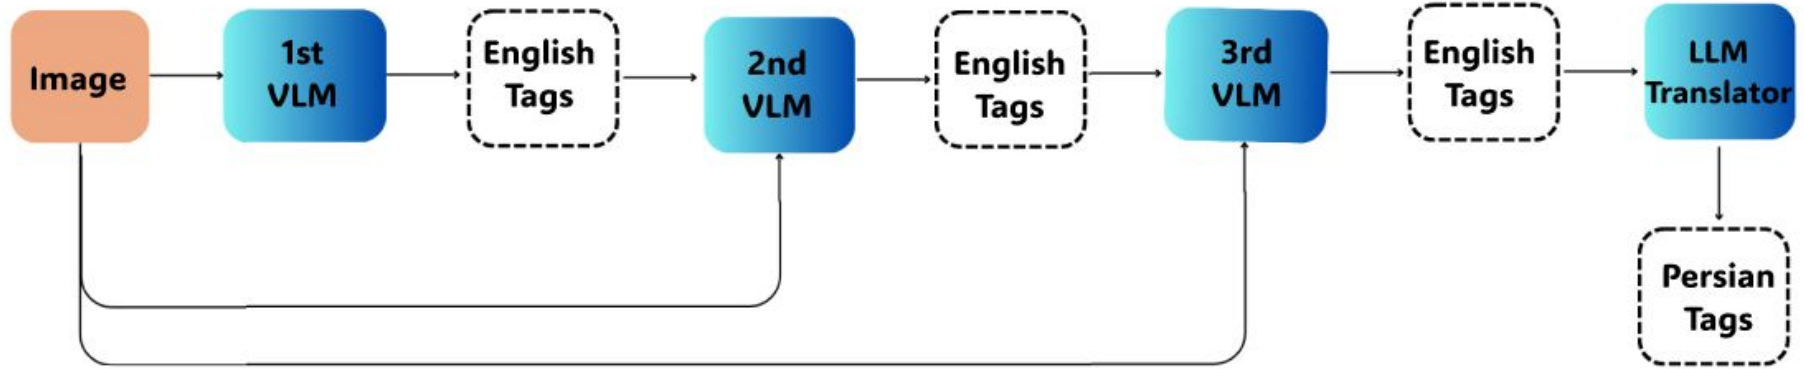 Image
1st
VLM
English
Tags
2nd
VLM
English
Tags
3rd
VLM
English
Tags
LLM
Translator
Persian
Tags